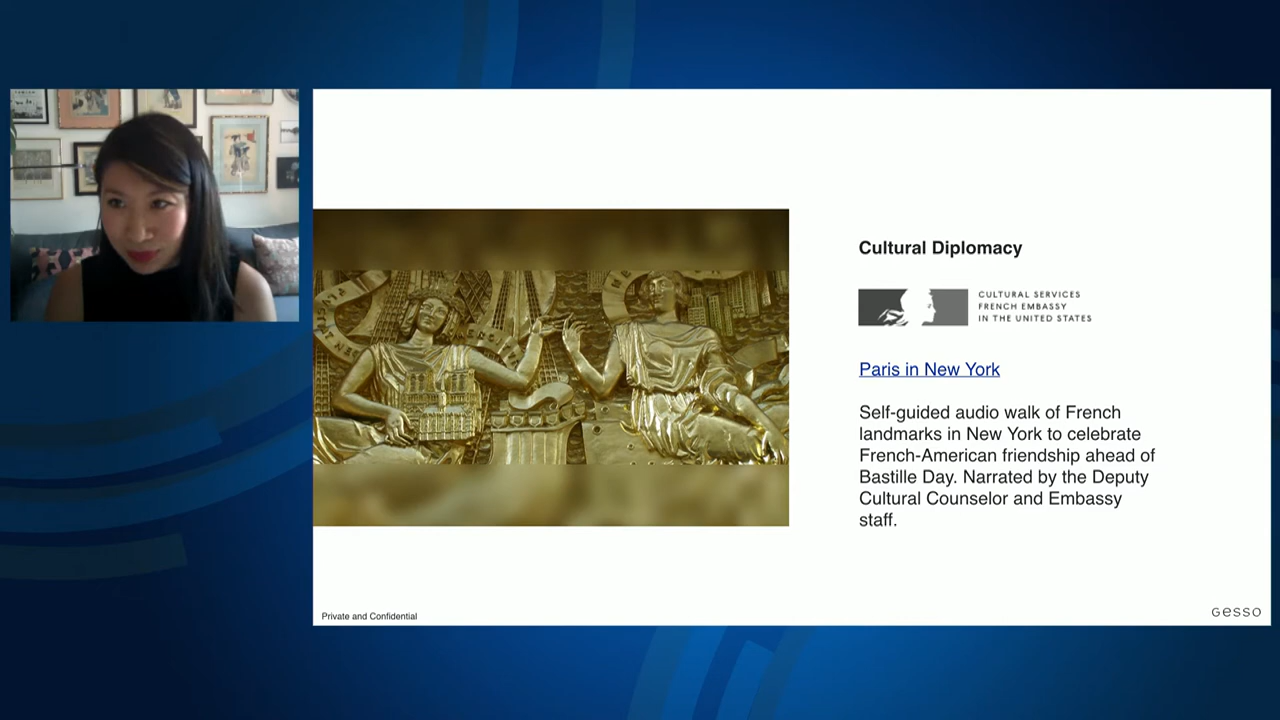 Cultural Diplomacy
CULTURAL SERVICES
FRENCH EMBASSY
IN THE UNITED STATES
Paris in New York
Self-guided audio walk of French
landmarks in New York to celebrate
French-American friendship ahead of
Bastille Day. Narrated by the Deputy
Cultural Counselor and Embassy
staff.
Private and Confidential
Gesso